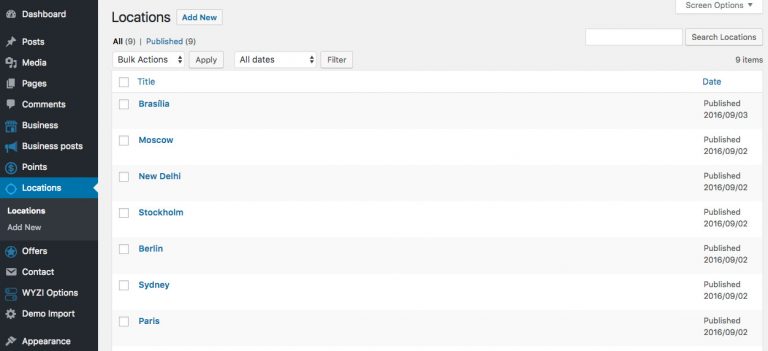 Dashboard
Posts
Media
Pages
Comments
Business
Business posts
Points
Locations
Locations
Add New
Offers
Contact
WYZI Options
Demo Import
Appearance
Screen Options ▼
Locations Add New
All (9) | Published (9)
Search Locations
Bulk Actions Apply All dates Filter
9 items
Title Date
Brasília Published
2016/09/03
Moscow Published
2016/09/02
New Delhi Published
2016/09/02
Stockholm Published
2016/09/02
Berlin Published
2016/09/02
Sydney Published
2016/09/02
Paris Published
2016/09/02